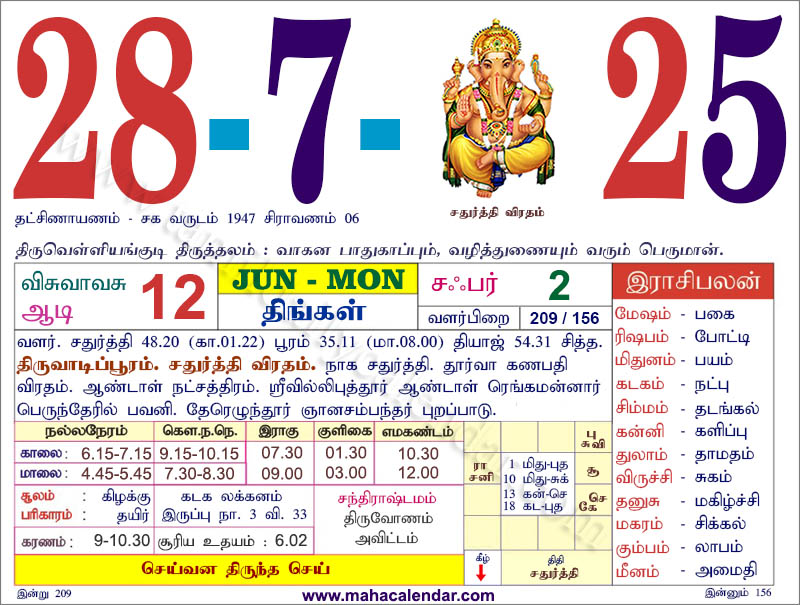 28-7-25
சதுர்த்தி விரதம்
தட்சிணாயணம் - சக வருடம் 1947 சிராவணம் 06
திருவெள்ளியங்குடி திருத்தலம் : வாகன பாதுகாப்பும், வழித்துணையும் வரும் பெருமான்.
விசுவாவசு
ஆடி
12
JUN - MON
திங்கள்
சஃபர் 2
வளர்பிறை 209 / 156
வளர். சதுர்த்தி 48.20 (கா.01.22) பூரம் 35.11 (மா.08.00) தியாஜ் 54.31 சித்த.
திருவாடிப்பூரம். சதுர்த்தி விரதம். நாக சதுர்த்தி. தூர்வா கணபதி
விரதம். ஆண்டாள் நட்சத்திரம். ஸ்ரீவில்லிபுத்தூர் ஆண்டாள் ரெங்கமன்னார்
பெருந்தேரில் பவனி. தேரெழுந்தூர் ஞானசம்பந்தர் புறப்பாடு.
நல்லநேரம் கௌ.ந.நெ. இராகு குளிகை எமகண்டம்
காலை: 6.15-7.15 9.15-10.15 07.30 01.30 10.30
மாலை: 4.45-5.45 7.30-8.30 09.00 03.00 12.00
சூலம் : கிழக்கு
பரிகாரம் : தயிர்
கடக லக்கனம்
இருப்பு நா. 3 வி. 33
சந்திராஷ்டமம்
திருவோணம்
அவிட்டம்
கரணம்: 9-10.30
சூரிய உதயம் : 6.02
செய்வன திருந்த செய்
பு
சுவி
ரா
சனி
1 மிது-புத
10 மிது-சுக்
13 கன்-செ
18 கட-புத
சூ
செ
கே
கீழ்
திதி
சதுர்த்தி
இராசிபலன்
மேஷம் - பகை
ரிஷபம் - போட்டி
மிதுனம் - பயம்
கடகம் - நட்பு
சிம்மம் - தடங்கல்
கன்னி - களிப்பு
துலாம் - தாமதம்
விருச்சி - சுகம்
தனுசு - மகிழ்ச்சி
மகரம் - சிக்கல்
கும்பம் - லாபம்
மீனம் - அமைதி
இன்று 209
www.mahacalendar.com
இன்னும் 156